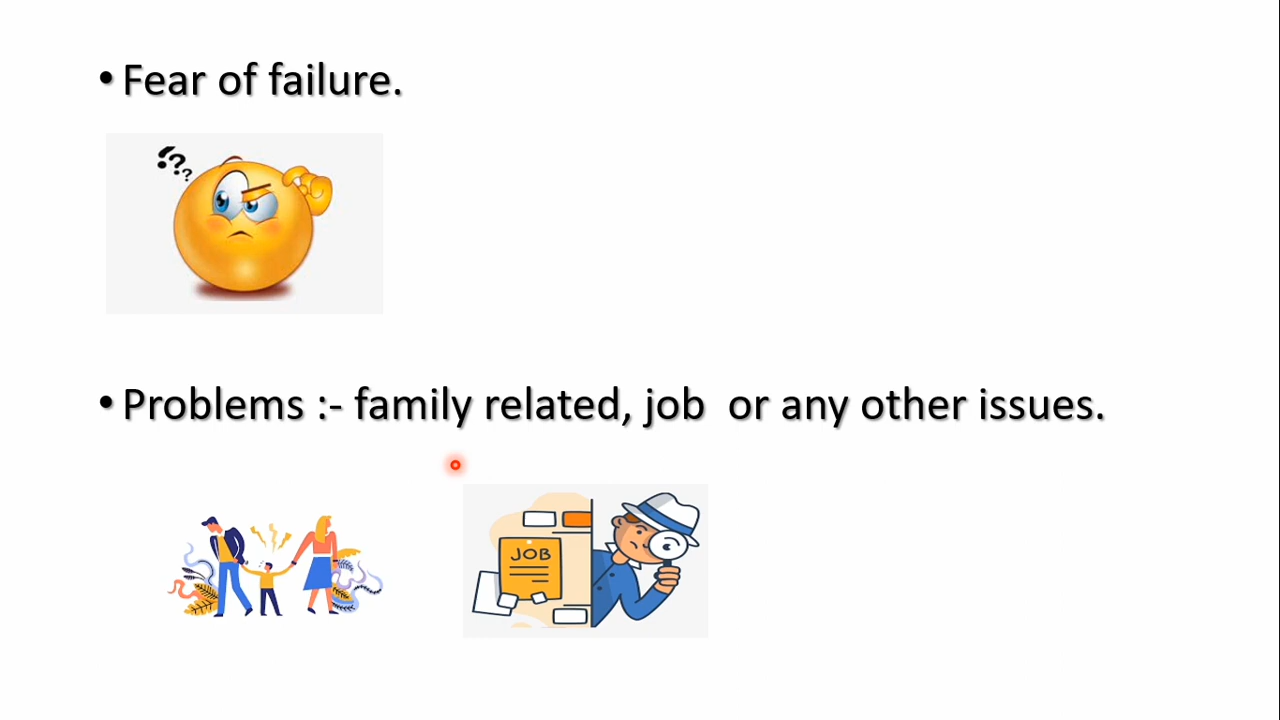 • Fear of failure.
???
• Problems :- family related, job  or any other issues.
JOB